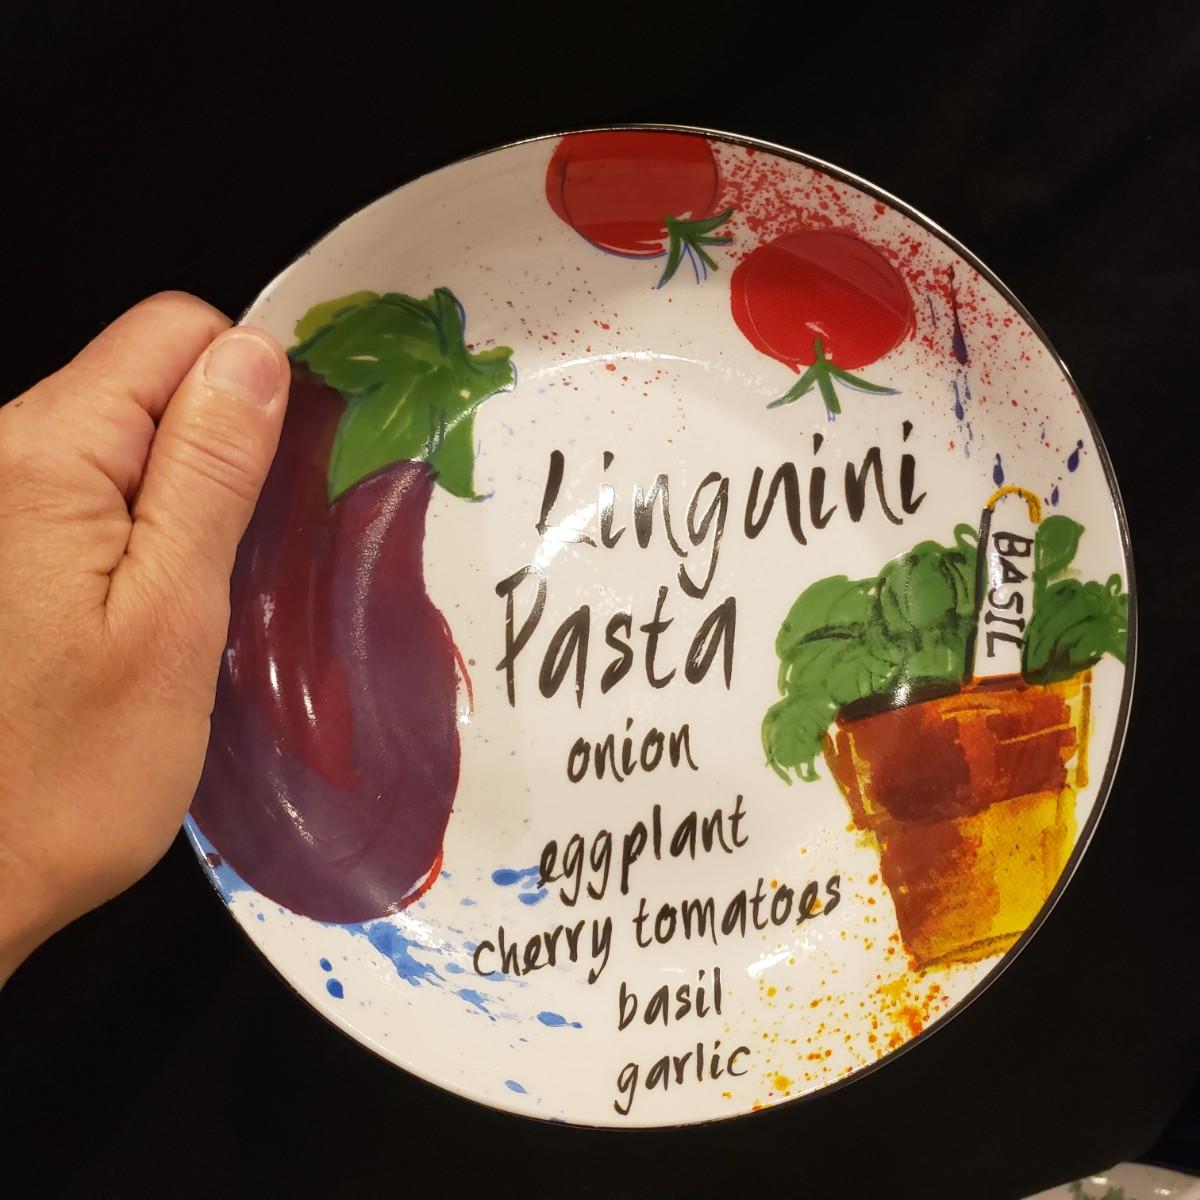 Linguini
Pasta
onion
eggplant
cherry tomatoes
basil
garlic
BASIL